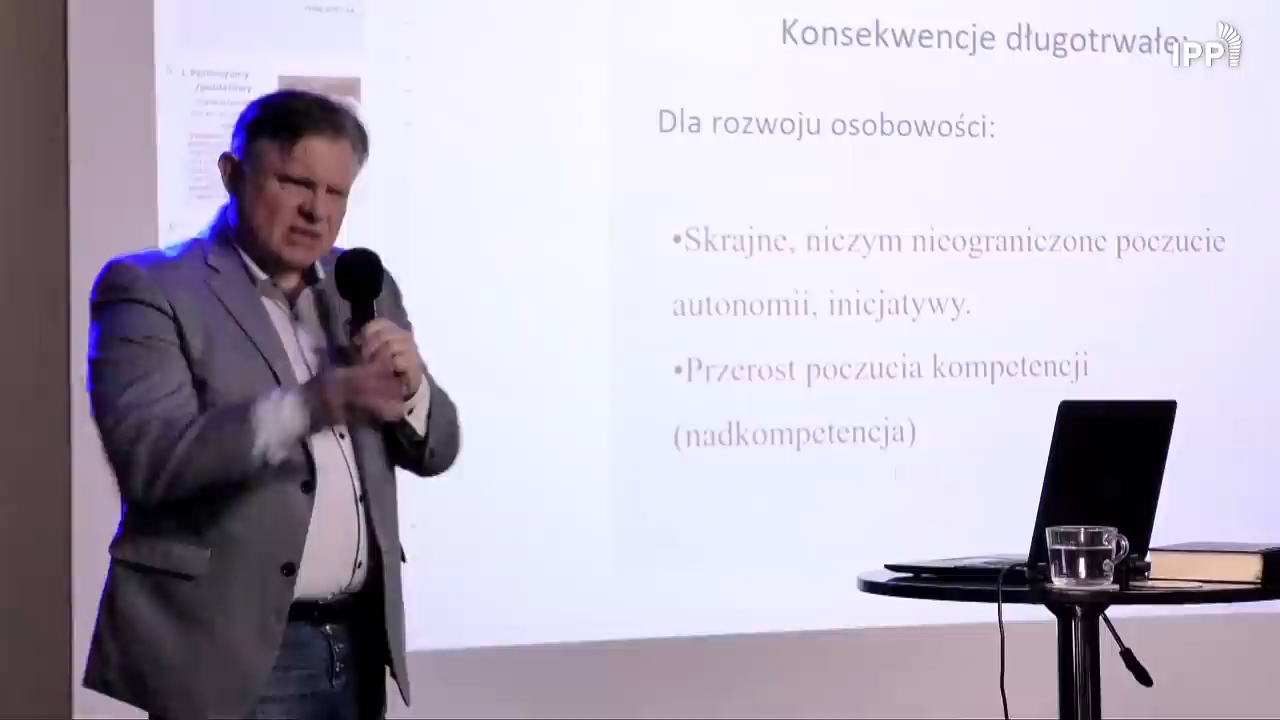 Konsekwencje długotrwałe:
IPP
Dla rozwoju osobowości:
•Skrajne, niczym nieograniczone poczucie
autonomii, inicjatywy.
•Przerost poczucia kompetencji
(nadkompetencja)